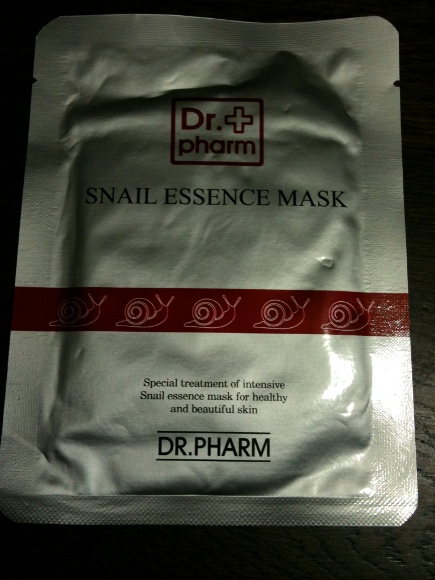 Dr.
pharm
SNAIL ESSENCE MASK
Special treatment of intensive
Snail essence mask for healthy
and beautiful skin
DR.PHARM